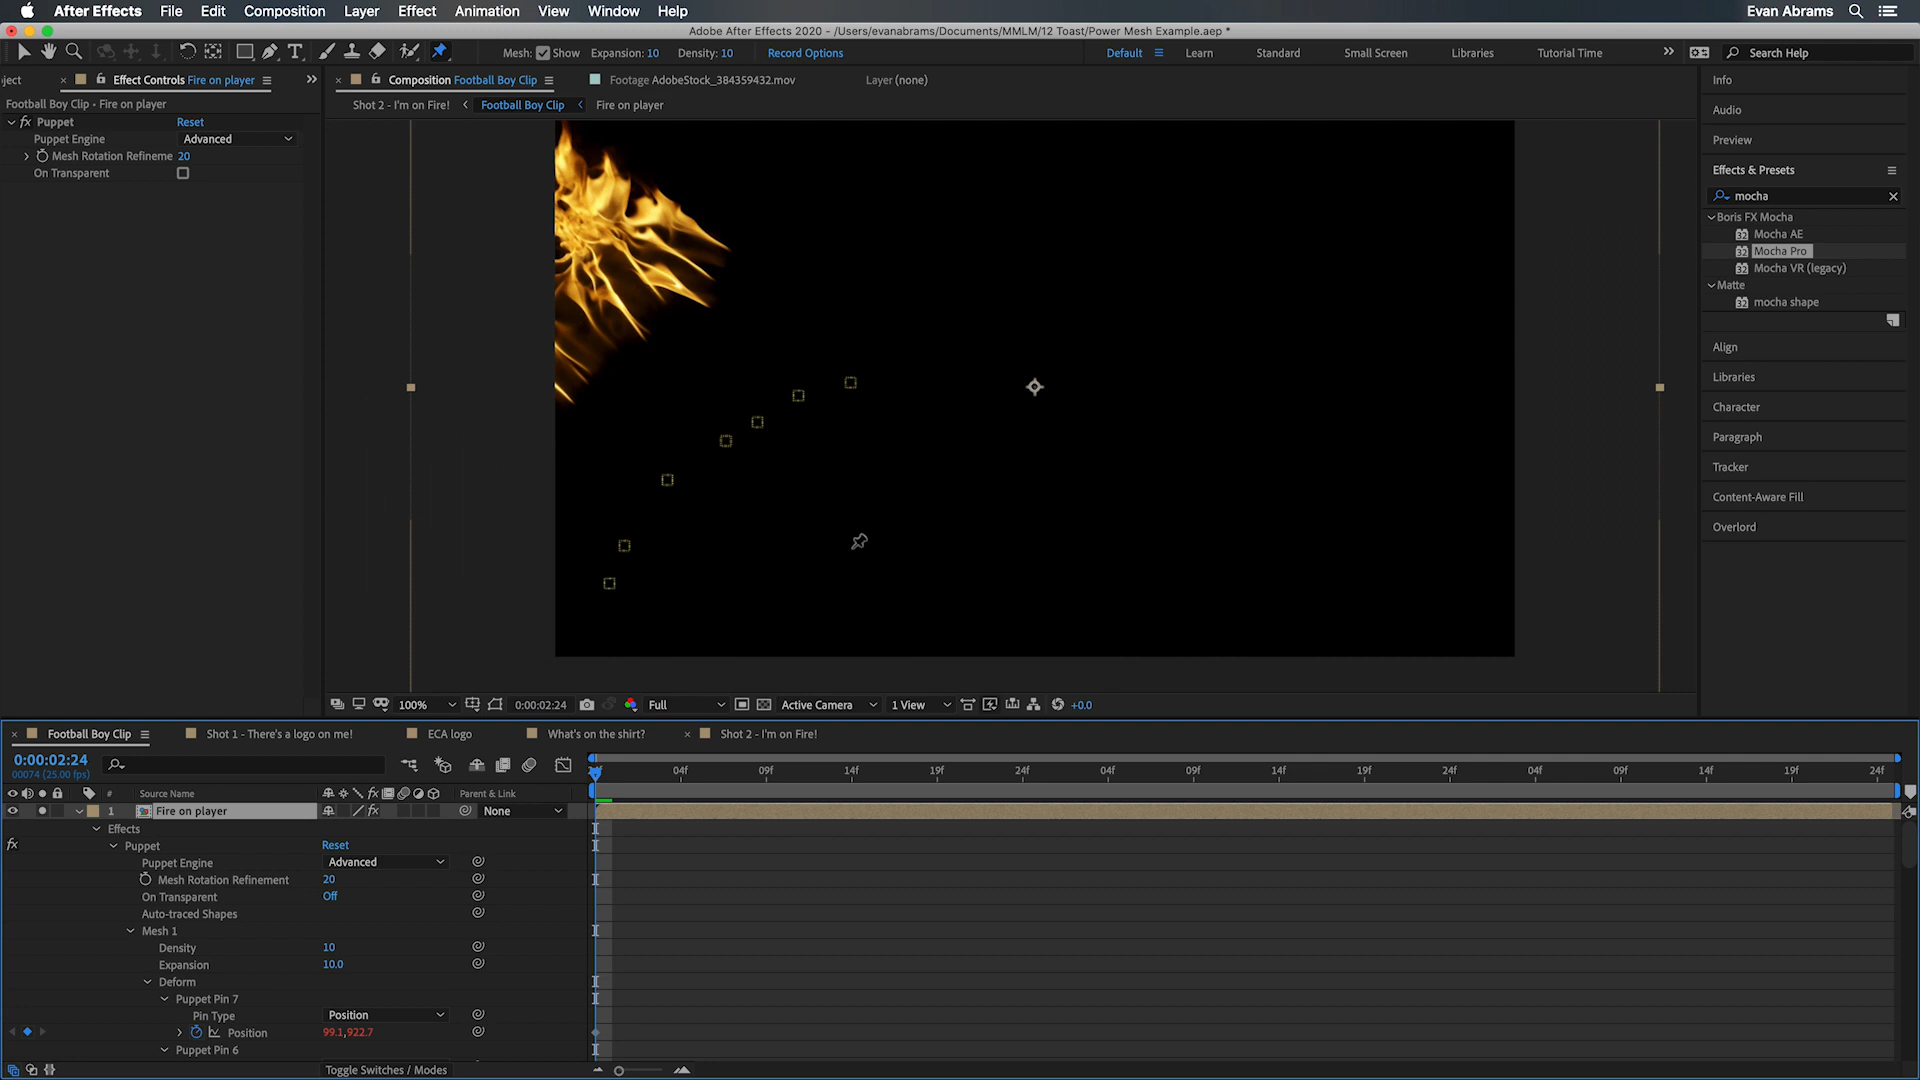 After Effects File Edit Composition Layer Effect Animation View Window Help Evan Abrams
Adobe After Effects 2020 - /Users/evanabrams/Documents/MMLM/12 Toast/Power Mesh Example.aep *
Mesh: Show Expansion: 10 Density: 10 Record Options Default Learn Standard Small Screen Libraries Tutorial Time Search Help
ject Effect Controls Fire on player Composition Football Boy Clip Footage AdobeStock_384359432.mov Layer (none) Info
Football Boy Clip • Fire on player Shot 2 - I'm on Fire! Football Boy Clip Fire on player
Audio
fx Puppet Reset
Puppet Engine Advanced
Preview
Mesh Rotation Refineme 20
On Transparent
Effects & Presets
mocha
Boris FX Mocha
32 Mocha AE
32 Mocha Pro
32 Mocha VR (legacy)
Matte
32 mocha shape
Align
Libraries
Character
Paragraph
Tracker
Content-Aware Fill
Overlord
100% 0:00:02:24 Full Active Camera 1 View +0.0
Football Boy Clip Shot 1 - There's a logo on me! ECA logo What's on the shirt? Shot 2 - I'm on Fire!
0:00:02:24
00074 (25.00 fps)
04f 09f 14f 19f 24f 04f 09f 14f 19f 24f 04f 09f 14f 19f 24f
# Source Name fx Parent & Link
1 Fire on player fx None
Effects
fx Puppet Reset
Puppet Engine Advanced
Mesh Rotation Refinement 20
On Transparent Off
Auto-traced Shapes
Mesh 1
Density 10
Expansion 10.0
Deform
Puppet Pin 7
Pin Type Position
Position 99.1,922.7
Puppet Pin 6
Toggle Switches / Modes